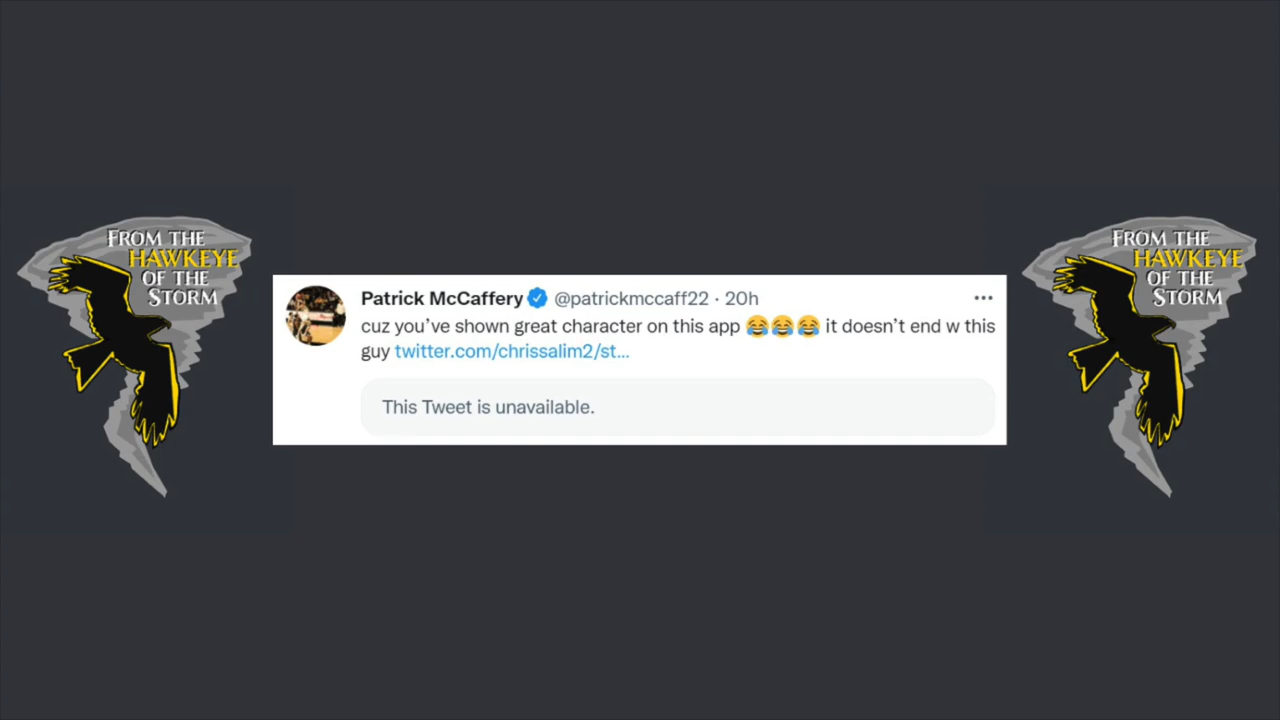 FROM THE
HAWKEYE
OF THE
STORM
Patrick McCaffery @patrickmccaff22 · 20h
cuz you’ve shown great character on this app 😂😂😂 it doesn’t end w this
guy twitter.com/chrissalim2/st...
This Tweet is unavailable.
FROM THE
HAWKEYE
OF THE
STORM